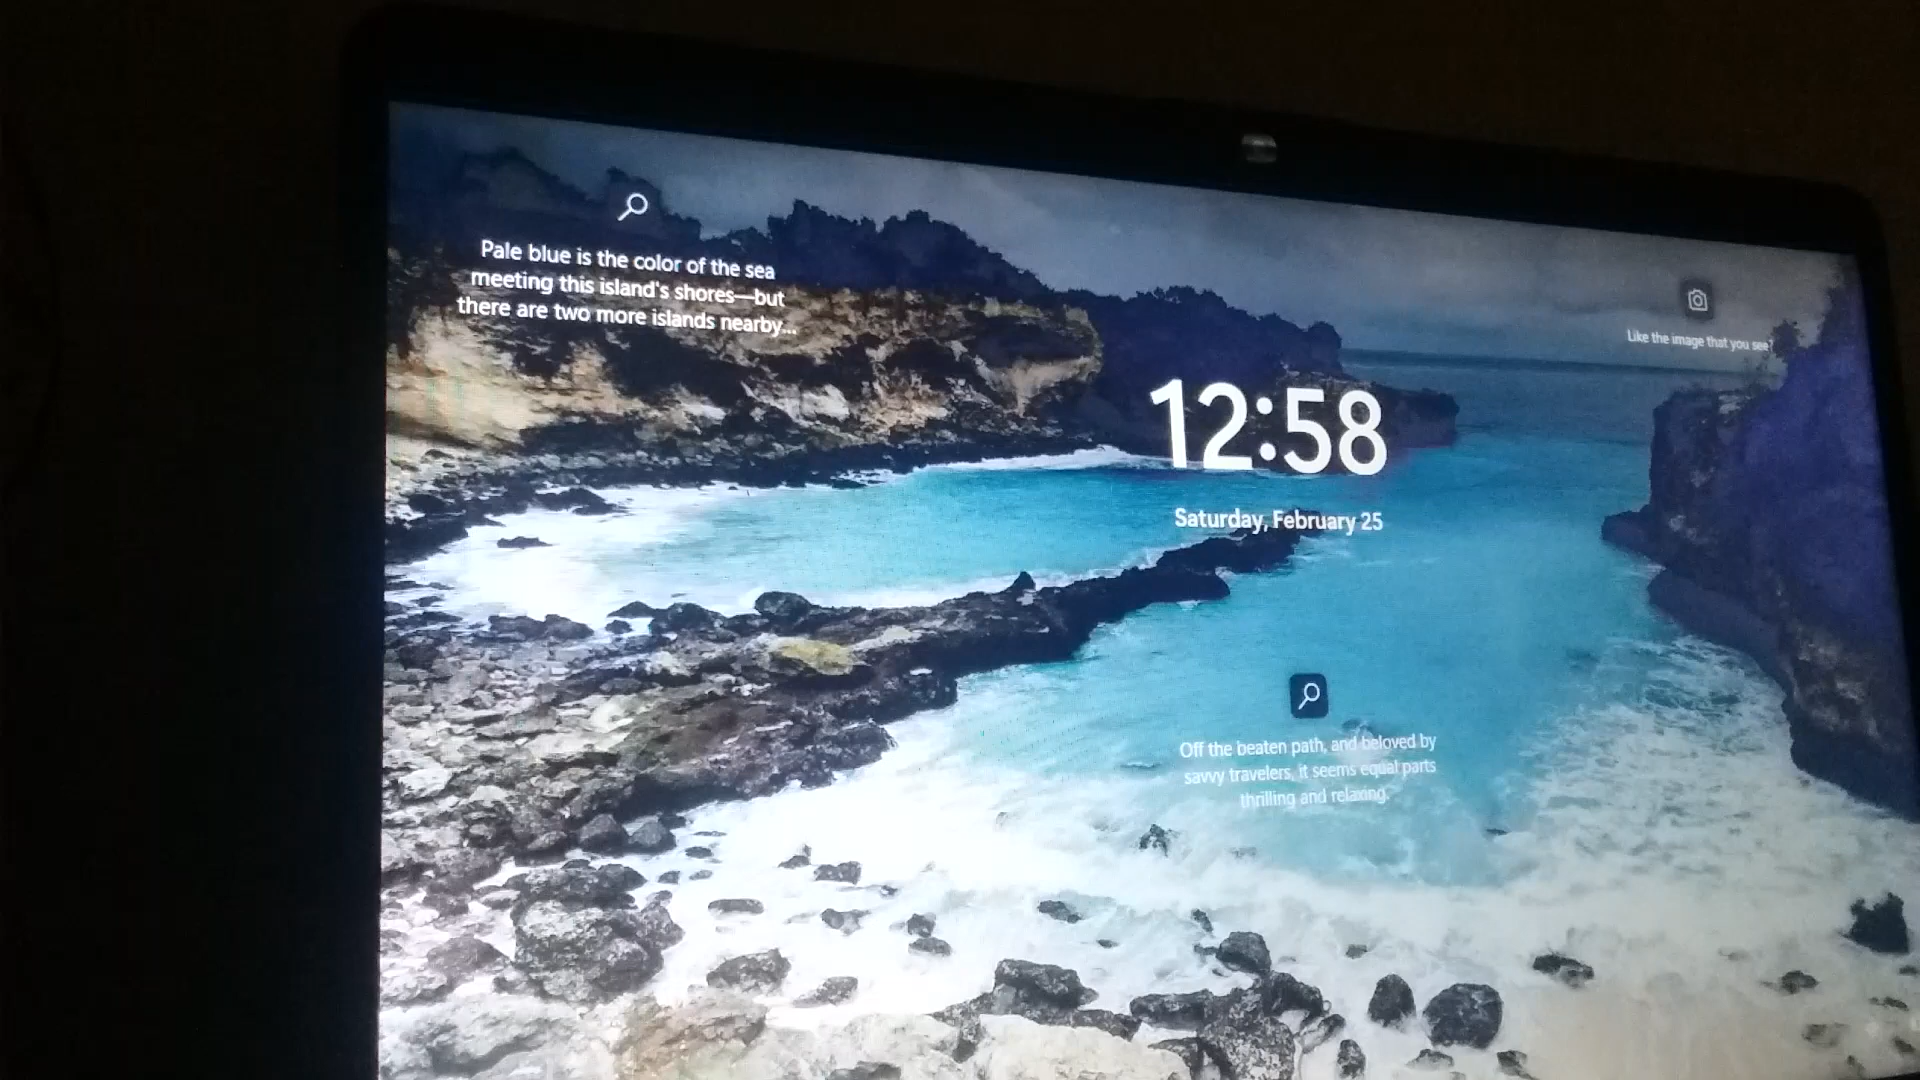 Pale blue is the color of the sea
meeting this island's shores—but
there are two more islands nearby...
Like the image that you see?
12:58
Saturday, February 25
Off the beaten path, and beloved by
savvy travelers, it seems equal parts
thrilling and relaxing.